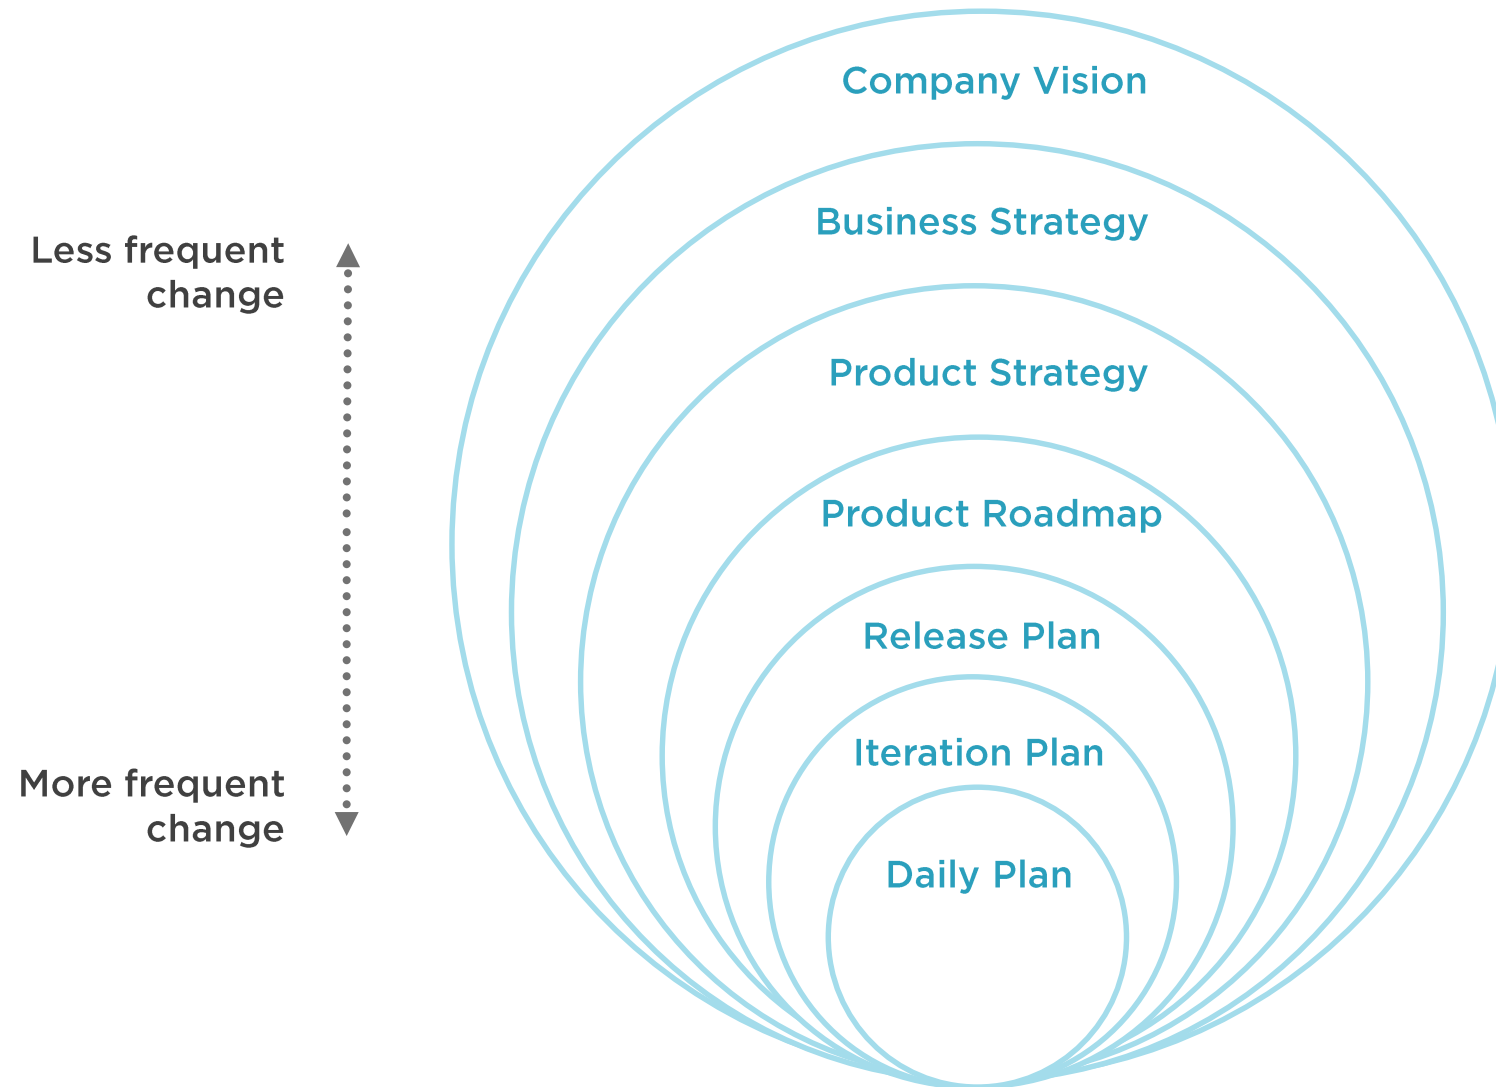 Company Vision
Business Strategy
Less frequent
change
Product Strategy
Product Roadmap
Release Plan
Iteration Plan
More frequent
change
Daily Plan